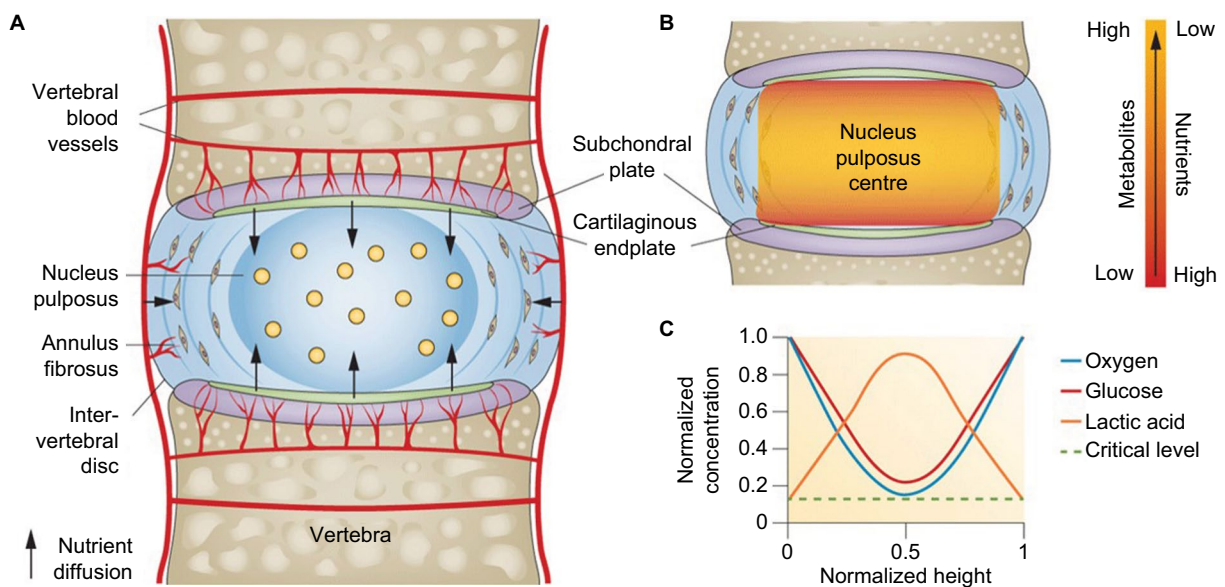 A
Vertebral
blood
vessels
Nucleus
pulposus
Annulus
fibrosus
Inter-
vertebral
disc
Nutrient
diffusion
Vertebra
Subchondral
plate
Cartilaginous
endplate
B
Nucleus
pulposus
centre
High Low
Metabolites
Nutrients
Low High
C
Normalized
concentration
1.0
0.8
0.6
0.4
0.2
0
0 0.5 1
Normalized height
Oxygen
Glucose
Lactic acid
Critical level